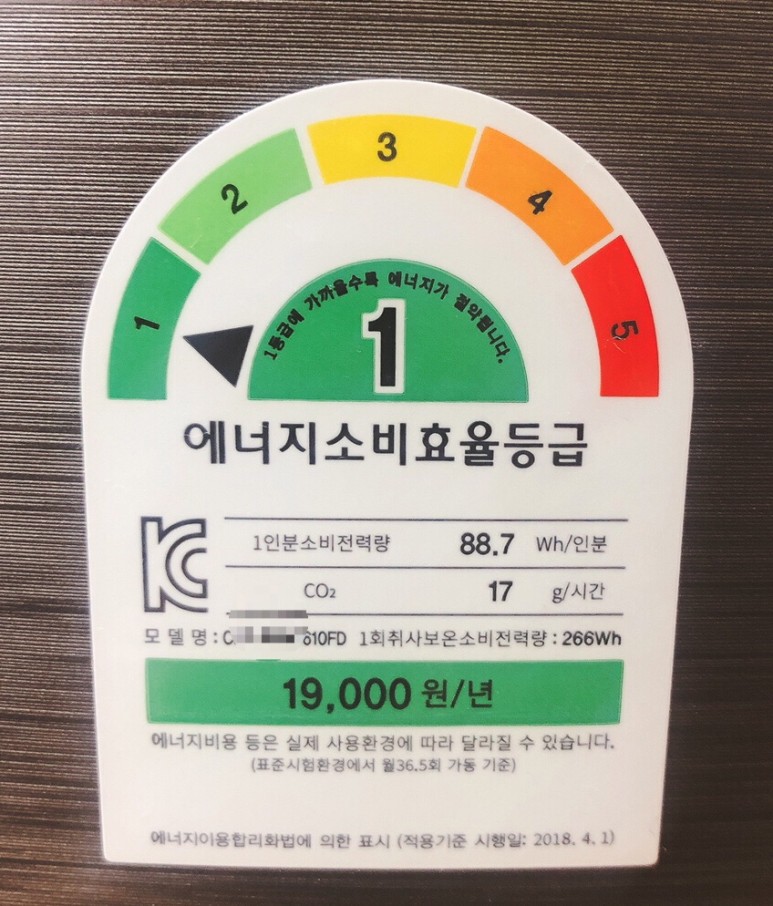 1
2
3
4
5
1등급에 가까울수록 에너지가 절약됩니다.
1
에너지소비효율등급
KC
1인분소비전력량 88.7 Wh/인분
CO₂ 17 g/시간
모델명 : 610FD 1회취사보온소비전력량 : 266Wh
19,000 원/년
에너지비용 등은 실제 사용환경에 따라 달라질 수 있습니다.
(표준시험환경에서 월36.5회 가동 기준)
에너지이용합리화법에 의한 표시 (적용기준 시행일: 2018. 4. 1)